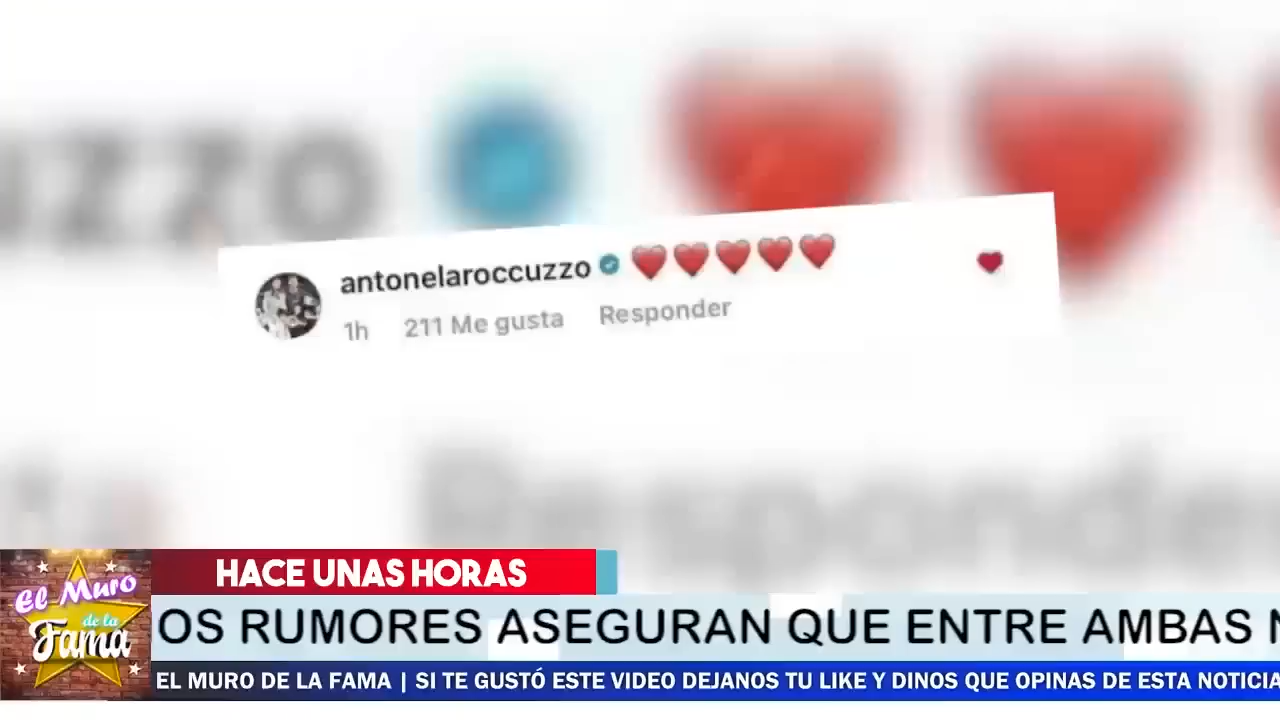 uzzo
antonelaroccuzzo ❤️❤️❤️❤️❤️
1h 211 Me gusta Responder
Responder
HACE UNAS HORAS
El Muro
de la
Fama
OS RUMORES ASEGURAN QUE ENTRE AMBAS N
EL MURO DE LA FAMA | SI TE GUSTÓ ESTE VIDEO DEJANOS TU LIKE Y DINOS QUE OPINAS DE ESTA NOTICIA